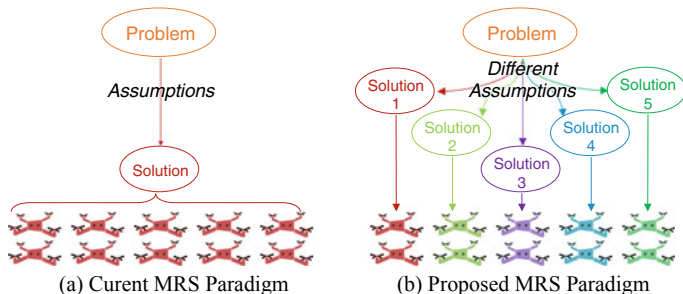 Problem
Assumptions
Solution
(a) Curent MRS Paradigm
Problem
Different
Assumptions
Solution
1
Solution
2
Solution
3
Solution
4
Solution
5
(b) Proposed MRS Paradigm